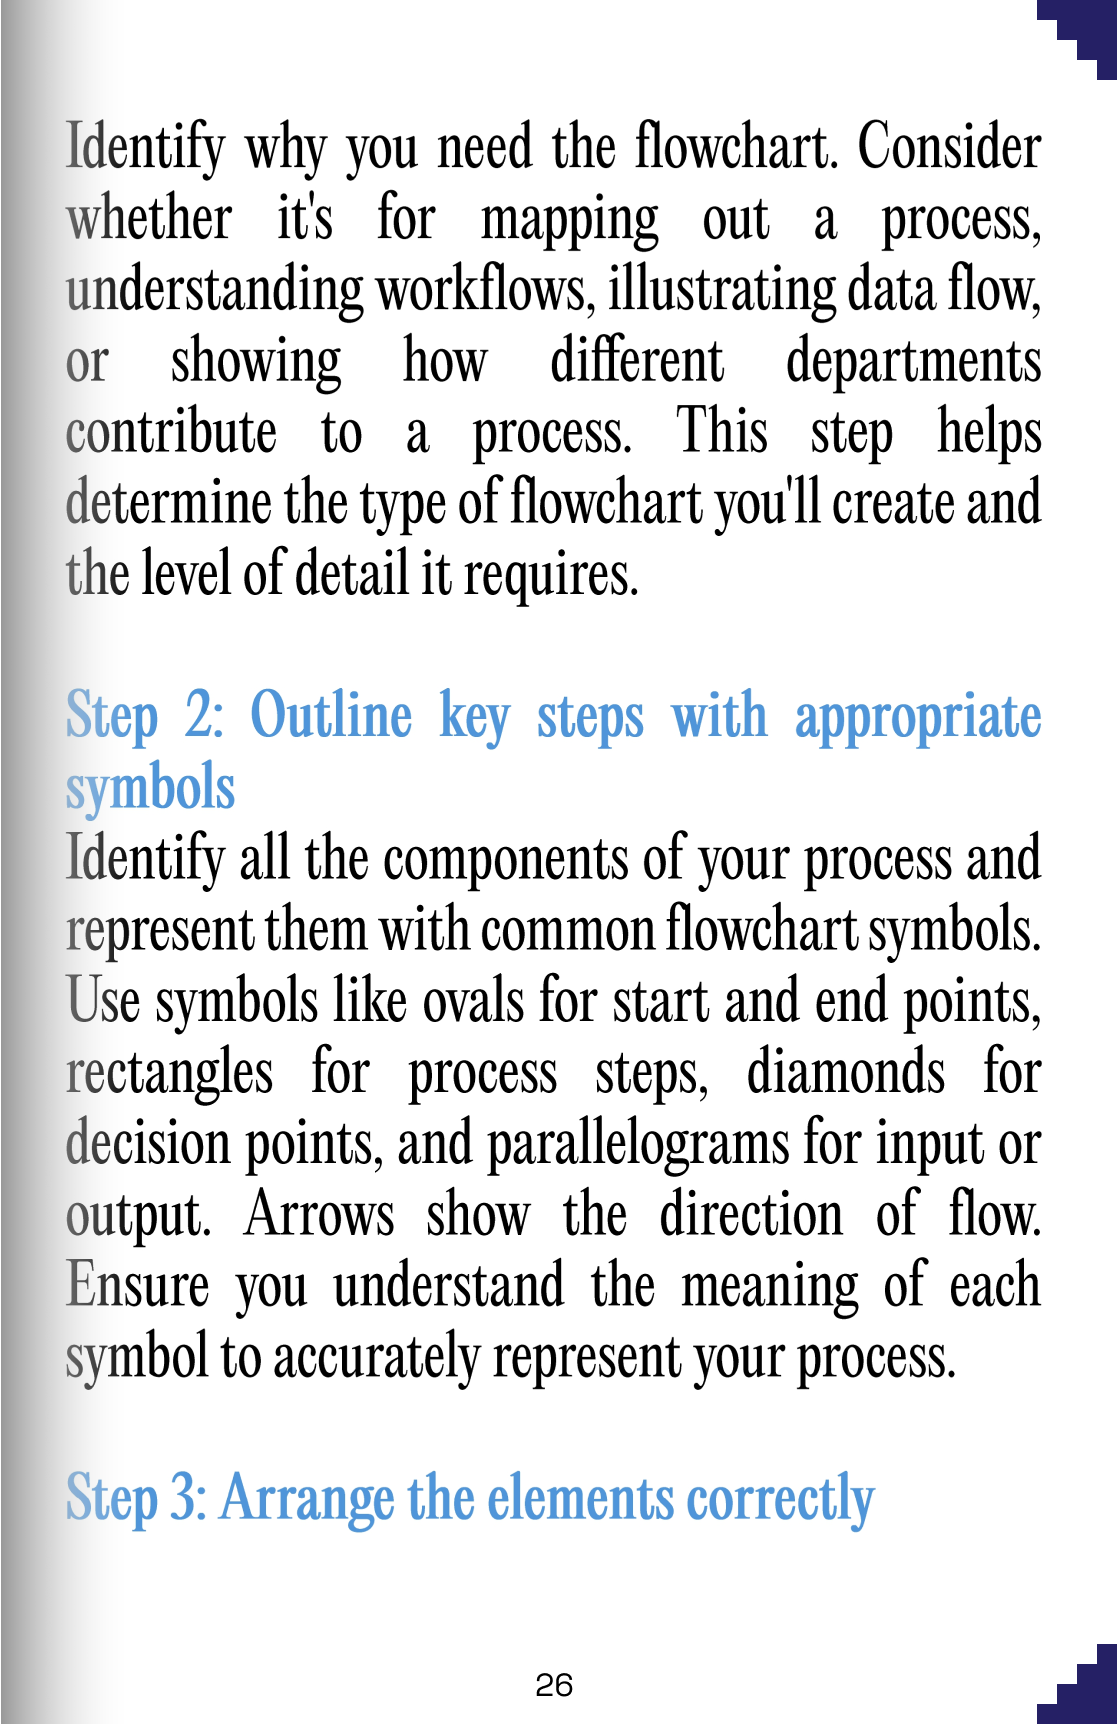 Identify why you need the flowchart. Consider
whether it's for mapping out a process,
understanding workflows, illustrating data flow,
or showing how different departments
contribute to a process. This step helps
determine the type of flowchart you'll create and
the level of detail it requires.
Step 2: Outline key steps with appropriate
symbols
Identify all the components of your process and
represent them with common flowchart symbols.
Use symbols like ovals for start and end points,
rectangles for process steps, diamonds for
decision points, and parallelograms for input or
output. Arrows show the direction of flow.
Ensure you understand the meaning of each
symbol to accurately represent your process.
Step 3: Arrange the elements correctly
26